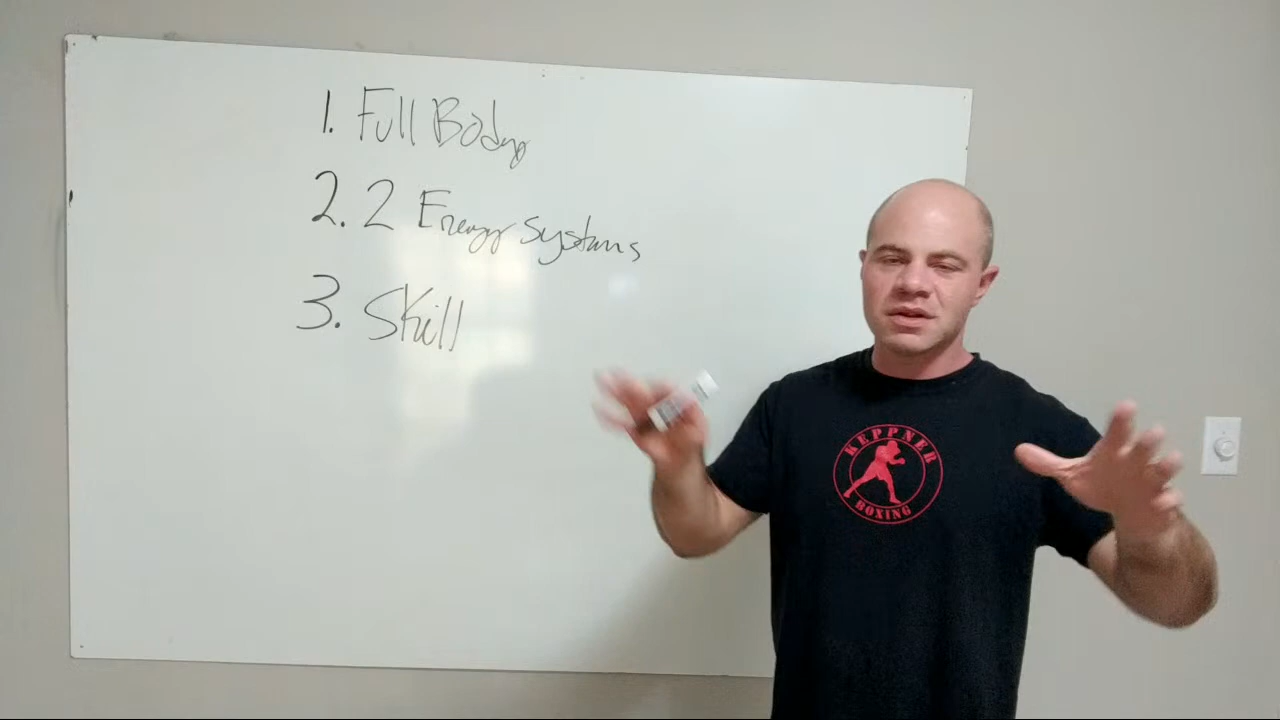 1. Full Body
2. 2 Energy Systems
3. Skill
KEPPNER
BOXING